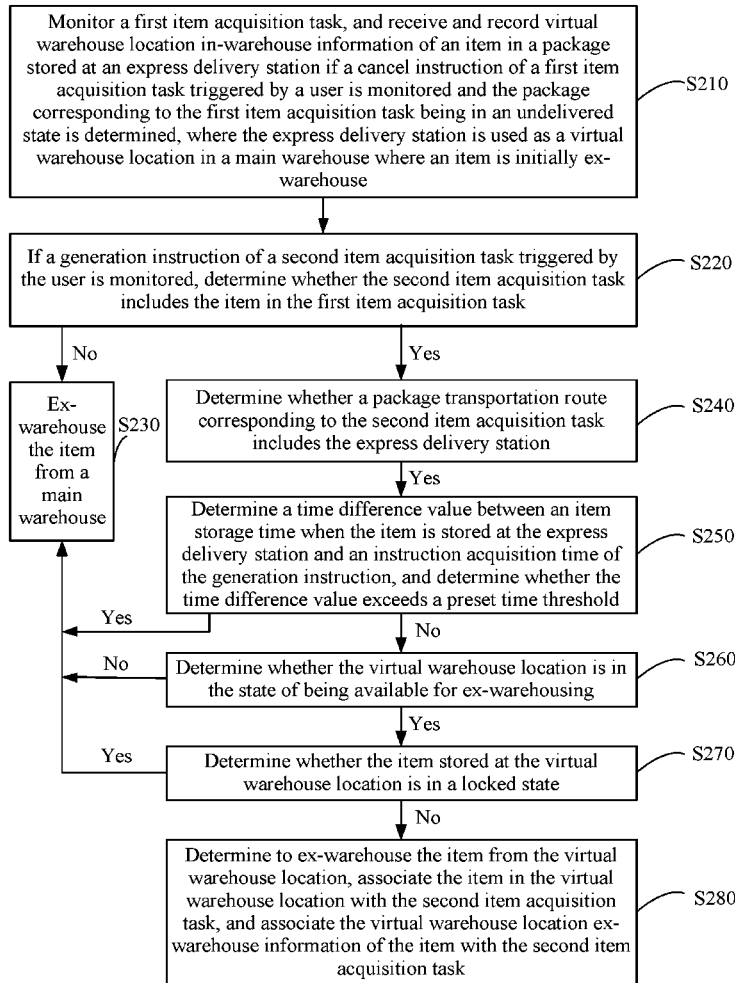 Monitor a first item acquisition task, and receive and record virtual
warehouse location in-warehouse information of an item in a package
stored at an express delivery station if a cancel instruction of a first item
acquisition task triggered by a user is monitored and the package
corresponding to the first item acquisition task being in an undelivered
state is determined, where the express delivery station is used as a virtual
warehouse location in a main warehouse where an item is initially ex-
warehouse
S210
If a generation instruction of a second item acquisition task triggered by
the user is monitored, determine whether the second item acquisition task
includes the item in the first item acquisition task
S220
No
Yes
Ex-
warehouse
the item
from a
main
warehouse
S230
Determine whether a package transportation route
corresponding to the second item acquisition task
includes the express delivery station
S240
Yes
Determine a time difference value between an item
storage time when the item is stored at the express
delivery station and an instruction acquisition time of
the generation instruction, and determine whether the
time difference value exceeds a preset time threshold
S250
Yes
No
Determine whether the virtual warehouse location is in
the state of being available for ex-warehousing
S260
No
Yes
Determine whether the item stored at the virtual
warehouse location is in a locked state
S270
Yes
No
Determine to ex-warehouse the item from the virtual
warehouse location, associate the item in the virtual
warehouse location with the second item acquisition
task, and associate the virtual warehouse location ex-
warehouse information of the item with the second item
acquisition task
S280